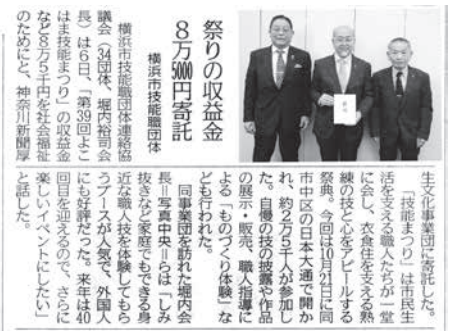 祭りの収益金
8万5000円寄託
横浜市技能職団体
横浜市技能職団体連絡協
議会（34団体、堀内裕司会
長）は6日、「第39回よこ
はま技能まつり」の収益金
など8万5千円を社会福祉
のためにと、神奈川新聞厚
生文化事業団に寄託した。
「技能まつり」は市民生
活を支える職人たちが一堂
に会し、衣食住を支える熟
練の技と心をアピールする
祭典。今回は10月22日に同
市中区の日本大通で開か
れ、約2万5千人が参加し
た。自慢の技の披露や作品
の展示・販売、職人指導に
よる「ものづくり体験」な
ども行われた。
同事業団を訪れた堀内会
長＝写真中央＝らは「しみ
抜きなど家庭でもできる身
近な職人技を体験してもら
うブースが人気で、外国人
にも好評だった。来年は40
回目を迎えるので、さらに
楽しいイベントにしたい」
と話した。